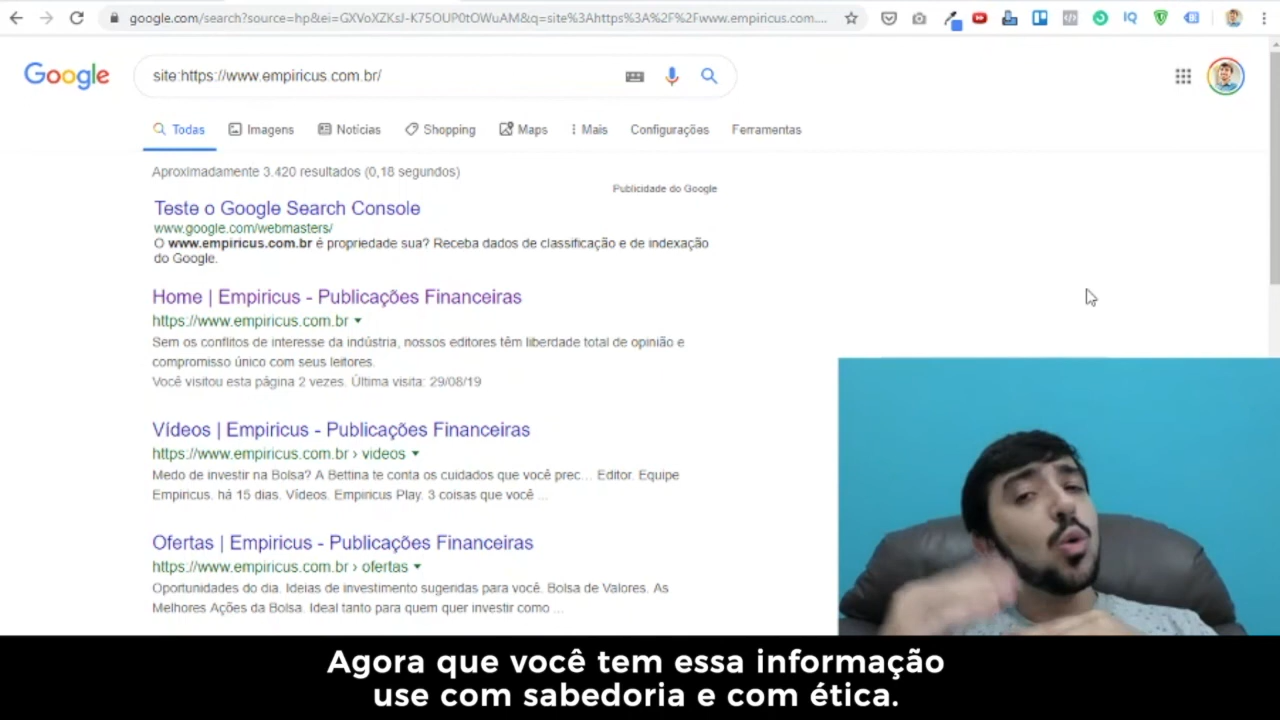 google.com/search?source=hp&ei=GXVoXZKsJ-K75OUP0tOWuAM&q=site%3Ahttps%3A%2F%2Fwww.empiricus.com....
Google
site:https://www.empiricus.com.br/
Todas Imagens Notícias Shopping Maps Mais Configurações Ferramentas
Aproximadamente 3.420 resultados (0,18 segundos)
Publicidade do Google
Teste o Google Search Console
www.google.com/webmasters/
O www.empiricus.com.br é propriedade sua? Receba dados de classificação e de indexação
do Google.
Home | Empiricus - Publicações Financeiras
https://www.empiricus.com.br
Sem os conflitos de interesse da indústria, nossos editores têm liberdade total de opinião e
compromisso único com seus leitores.
Você visitou esta página 2 vezes. Última visita: 29/08/19
Vídeos | Empiricus - Publicações Financeiras
https://www.empiricus.com.br › videos
Medo de investir na Bolsa? A Bettina te conta os cuidados que você prec... Editor. Equipe
Empiricus. há 15 dias. Vídeos. Empiricus Play. 3 coisas que você ...
Ofertas | Empiricus - Publicações Financeiras
https://www.empiricus.com.br › ofertas
Oportunidades do dia. Ideias de investimento sugeridas para você. Bolsa de Valores. As
Melhores Ações da Bolsa. Ideal tanto para quem quer investir como ...
Agora que você tem essa informação
use com sabedoria e com ética.